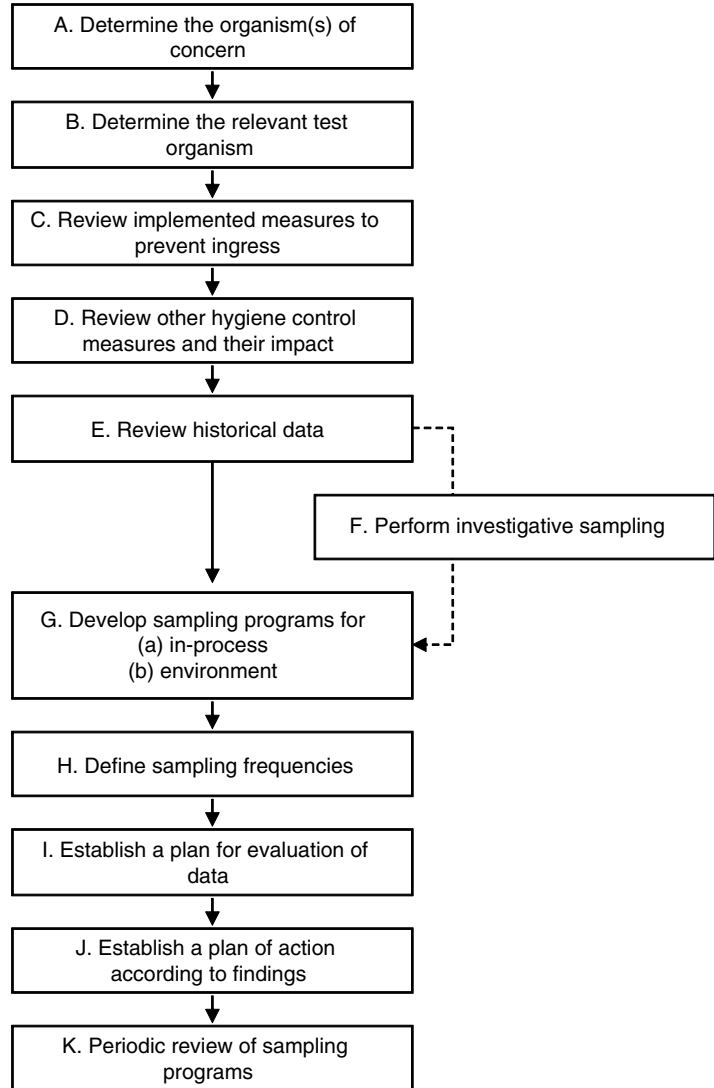 A. Determine the organism(s) of
concern
B. Determine the relevant test
organism
C. Review implemented measures to
prevent ingress
D. Review other hygiene control
measures and their impact
E. Review historical data
F. Perform investigative sampling
G. Develop sampling programs for
(a) in-process
(b) environment
H. Define sampling frequencies
I. Establish a plan for evaluation of
data
J. Establish a plan of action
according to findings
K. Periodic review of sampling
programs